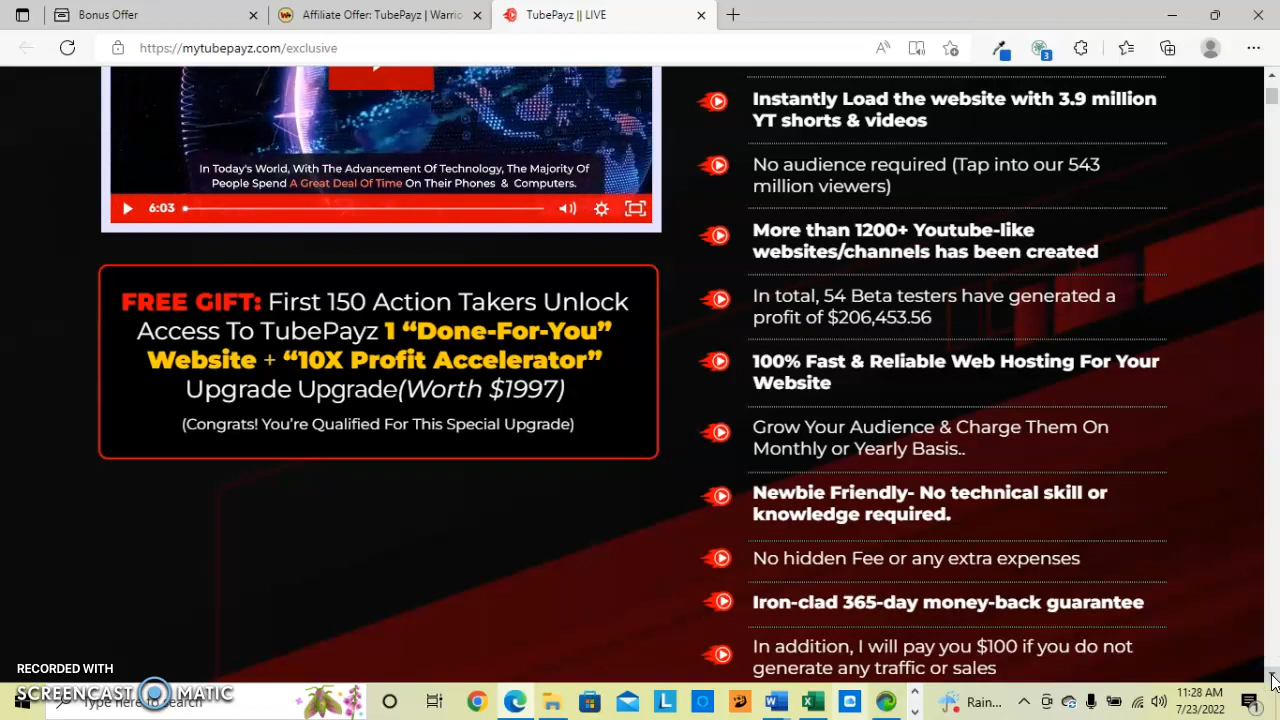 Bonus Offer
TubePayz Affiliate Offer | Warric
TubePayz || LIVE
https://mytubepayz.com/exclusive
3
In Today's World, With The Advancement Of Technology, The Majority Of
People Spend A Great Deal Of Time On Their Phones & Computers.
6:03
FREE GIFT: First 150 Action Takers Unlock
Access To TubePayz 1 “Done-For-You”
Website + “10X Profit Accelerator”
Upgrade Upgrade(Worth $1997)
(Congrats! You’re Qualified For This Special Upgrade)
Instantly Load the website with 3.9 million
YT shorts & videos
No audience required (Tap into our 543
million viewers)
More than 1200+ Youtube-like
websites/channels has been created
In total, 54 Beta testers have generated a
profit of $206,453.56
100% Fast & Reliable Web Hosting For Your
Website
Grow Your Audience & Charge Them On
Monthly or Yearly Basis..
Newbie Friendly- No technical skill or
knowledge required.
No hidden Fee or any extra expenses
Iron-clad 365-day money-back guarantee
In addition, I will pay you $100 if you do not
generate any traffic or sales
RECORDED WITH
SCREENCAST MATIC
Type here to search
Rain...
11:28 AM
7/23/2022
1